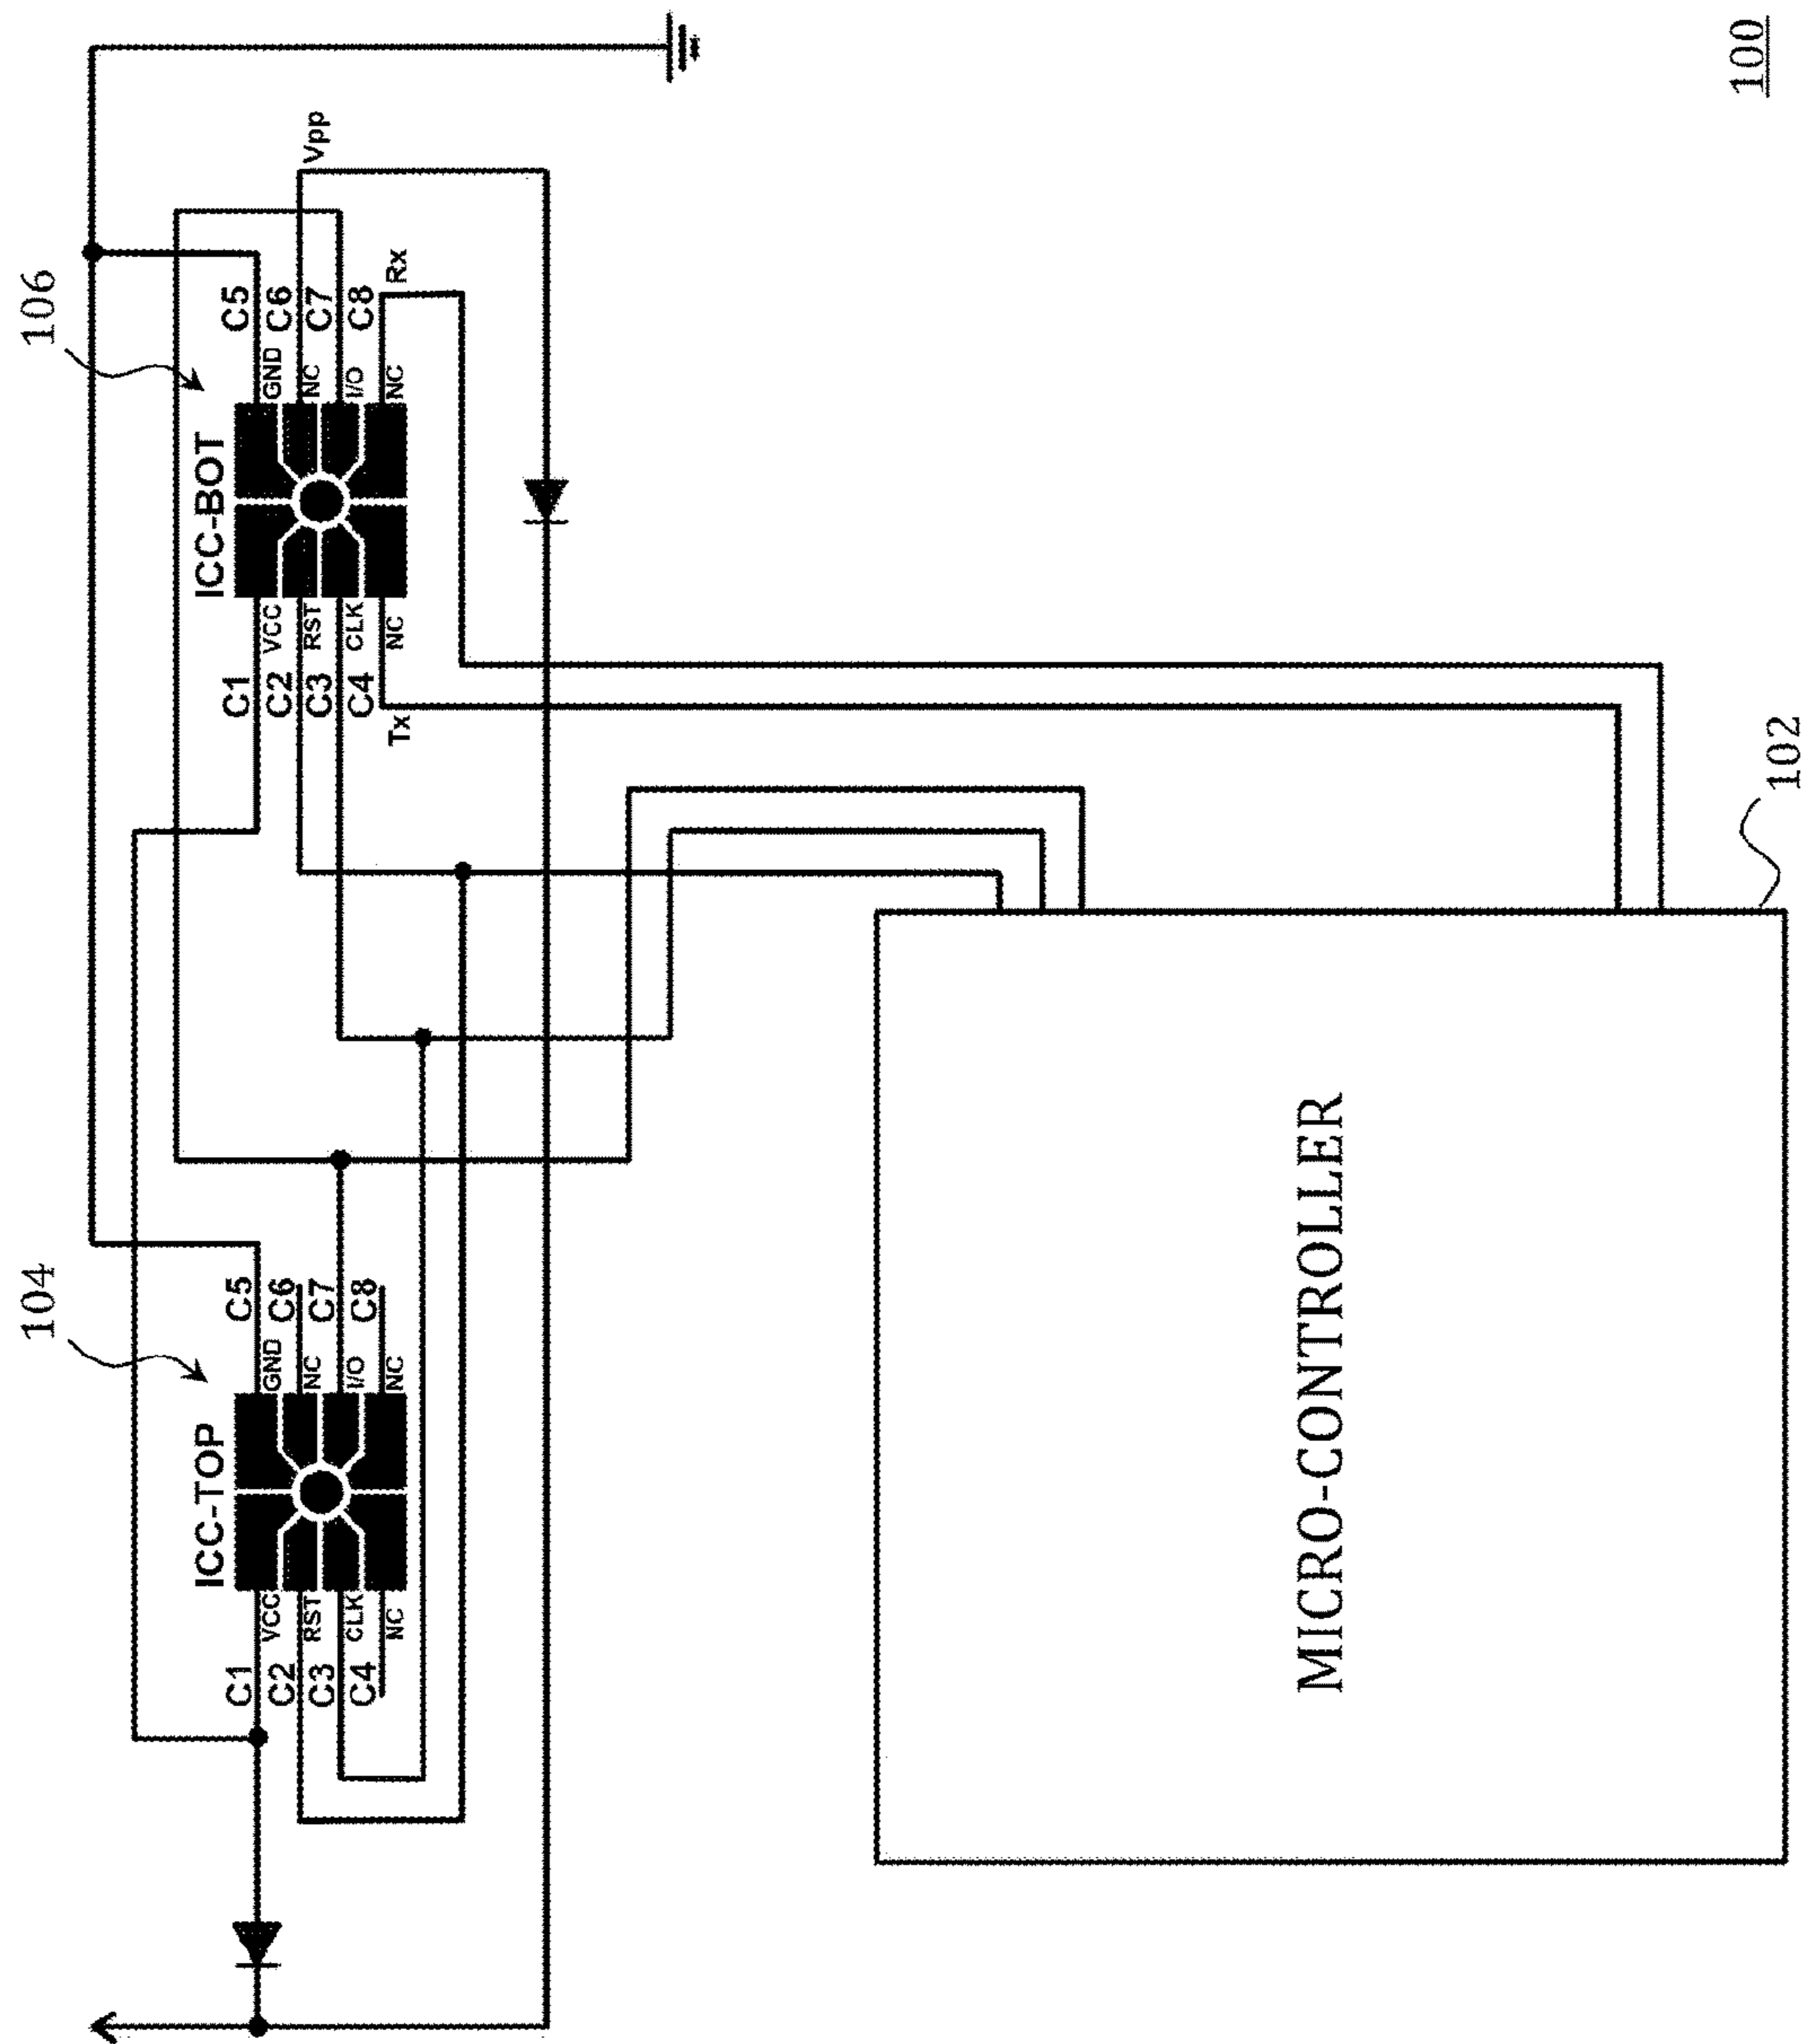 100
106
ICC-BOT
C1
VCC
GND
C5
C2
RST
NC
C6
Vpp
C3
CLK
I/O
C7
C4
NC
NC
C8
Tx
Rx
104
ICC-TOP
C1
VCC
GND
C5
C2
RST
NC
C6
C3
CLK
I/O
C7
C4
NC
NC
C8
MICRO-CONTROLLER
102